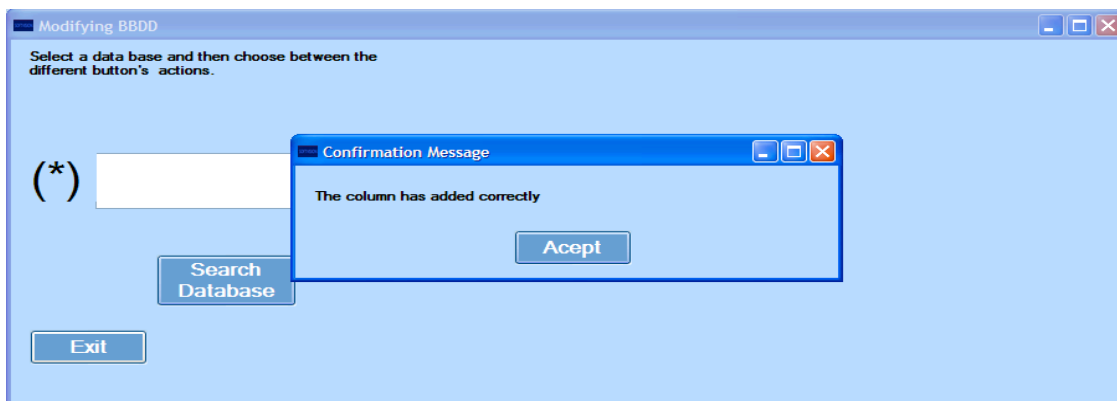 Modifying BBDD
Select a data base and then choose between the
different button's actions.
(*)
Confirmation Message
The column has added correctly
Acept
Search
Database
Exit